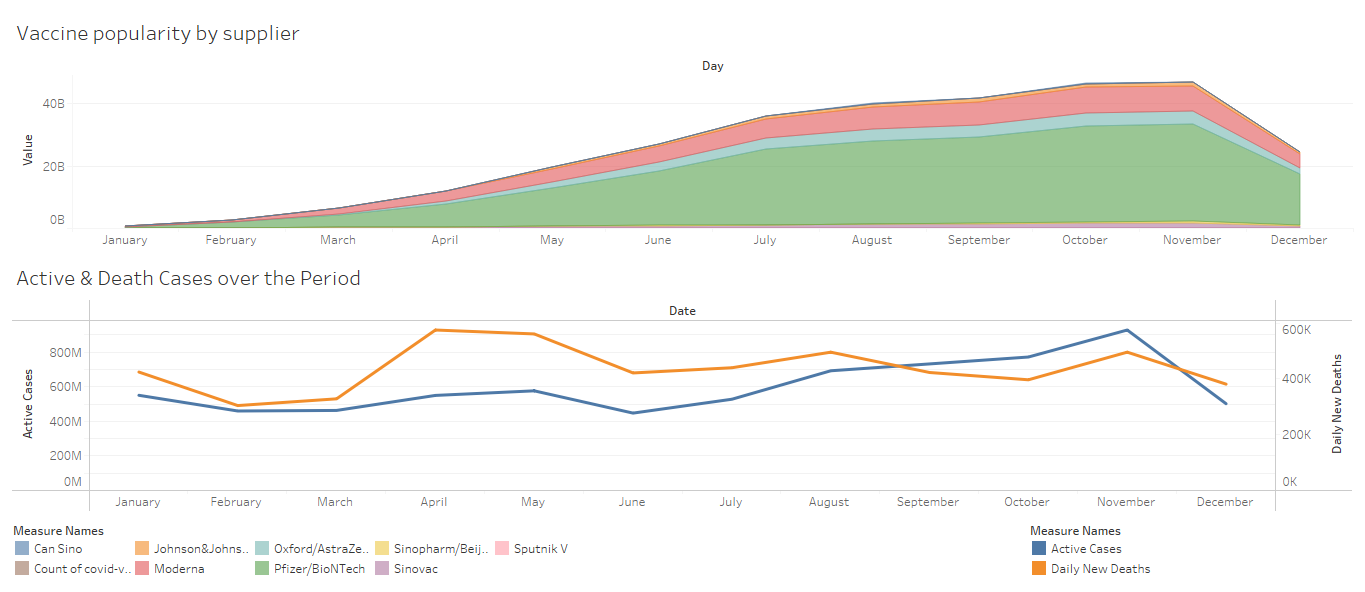 Vaccine popularity by supplier
Day
40B
20B
0B
Value
January February March April May June July August September October November December
Active & Death Cases over the Period
Date
800M
600M
400M
200M
0M
Active Cases
600K
400K
200K
0K
Daily New Deaths
January February March April May June July August September October November December
Measure Names
Can Sino Johnson&Johns.. Oxford/AstraZe.. Sinopharm/Beij.. Sputnik V
Count of covid-v.. Moderna Pfizer/BioNTech Sinovac
Measure Names
Active Cases
Daily New Deaths